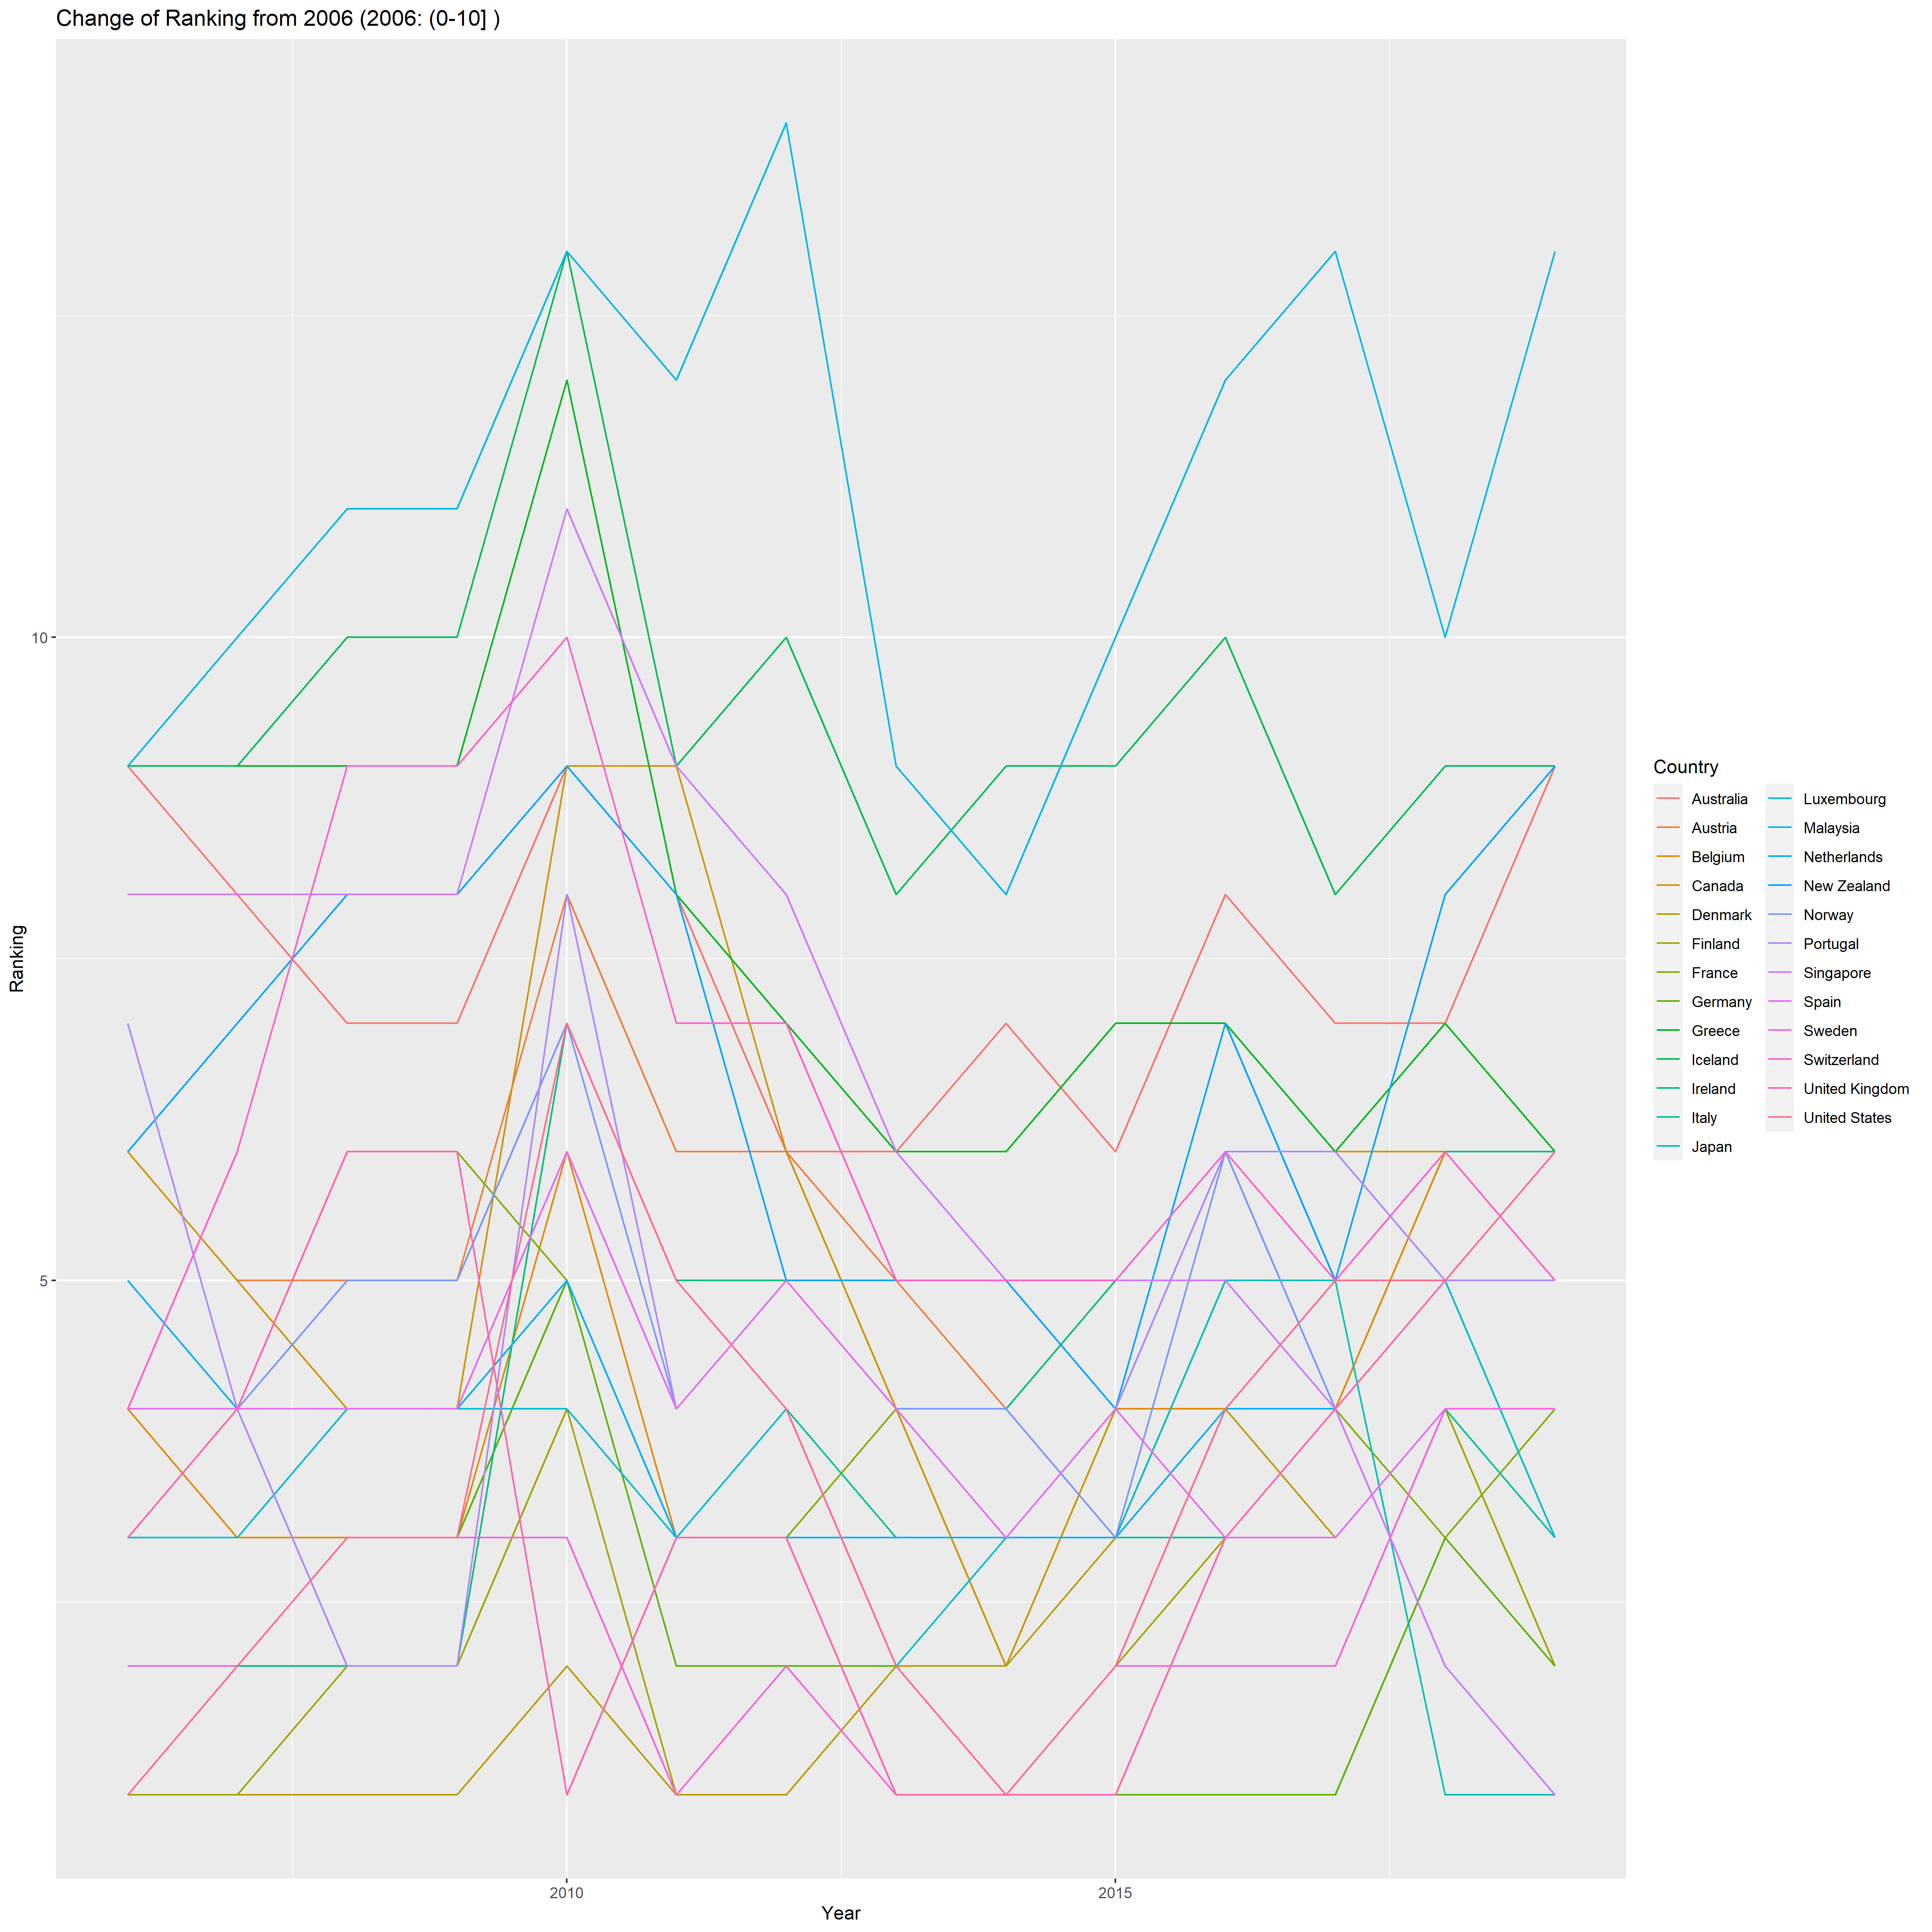 Change of Ranking from 2006 (2006: (0-10] )
10
5
Ranking
2010
2015
Year
Country
Australia
Austria
Belgium
Canada
Denmark
Finland
France
Germany
Greece
Iceland
Ireland
Italy
Japan
Luxembourg
Malaysia
Netherlands
New Zealand
Norway
Portugal
Singapore
Spain
Sweden
Switzerland
United Kingdom
United States